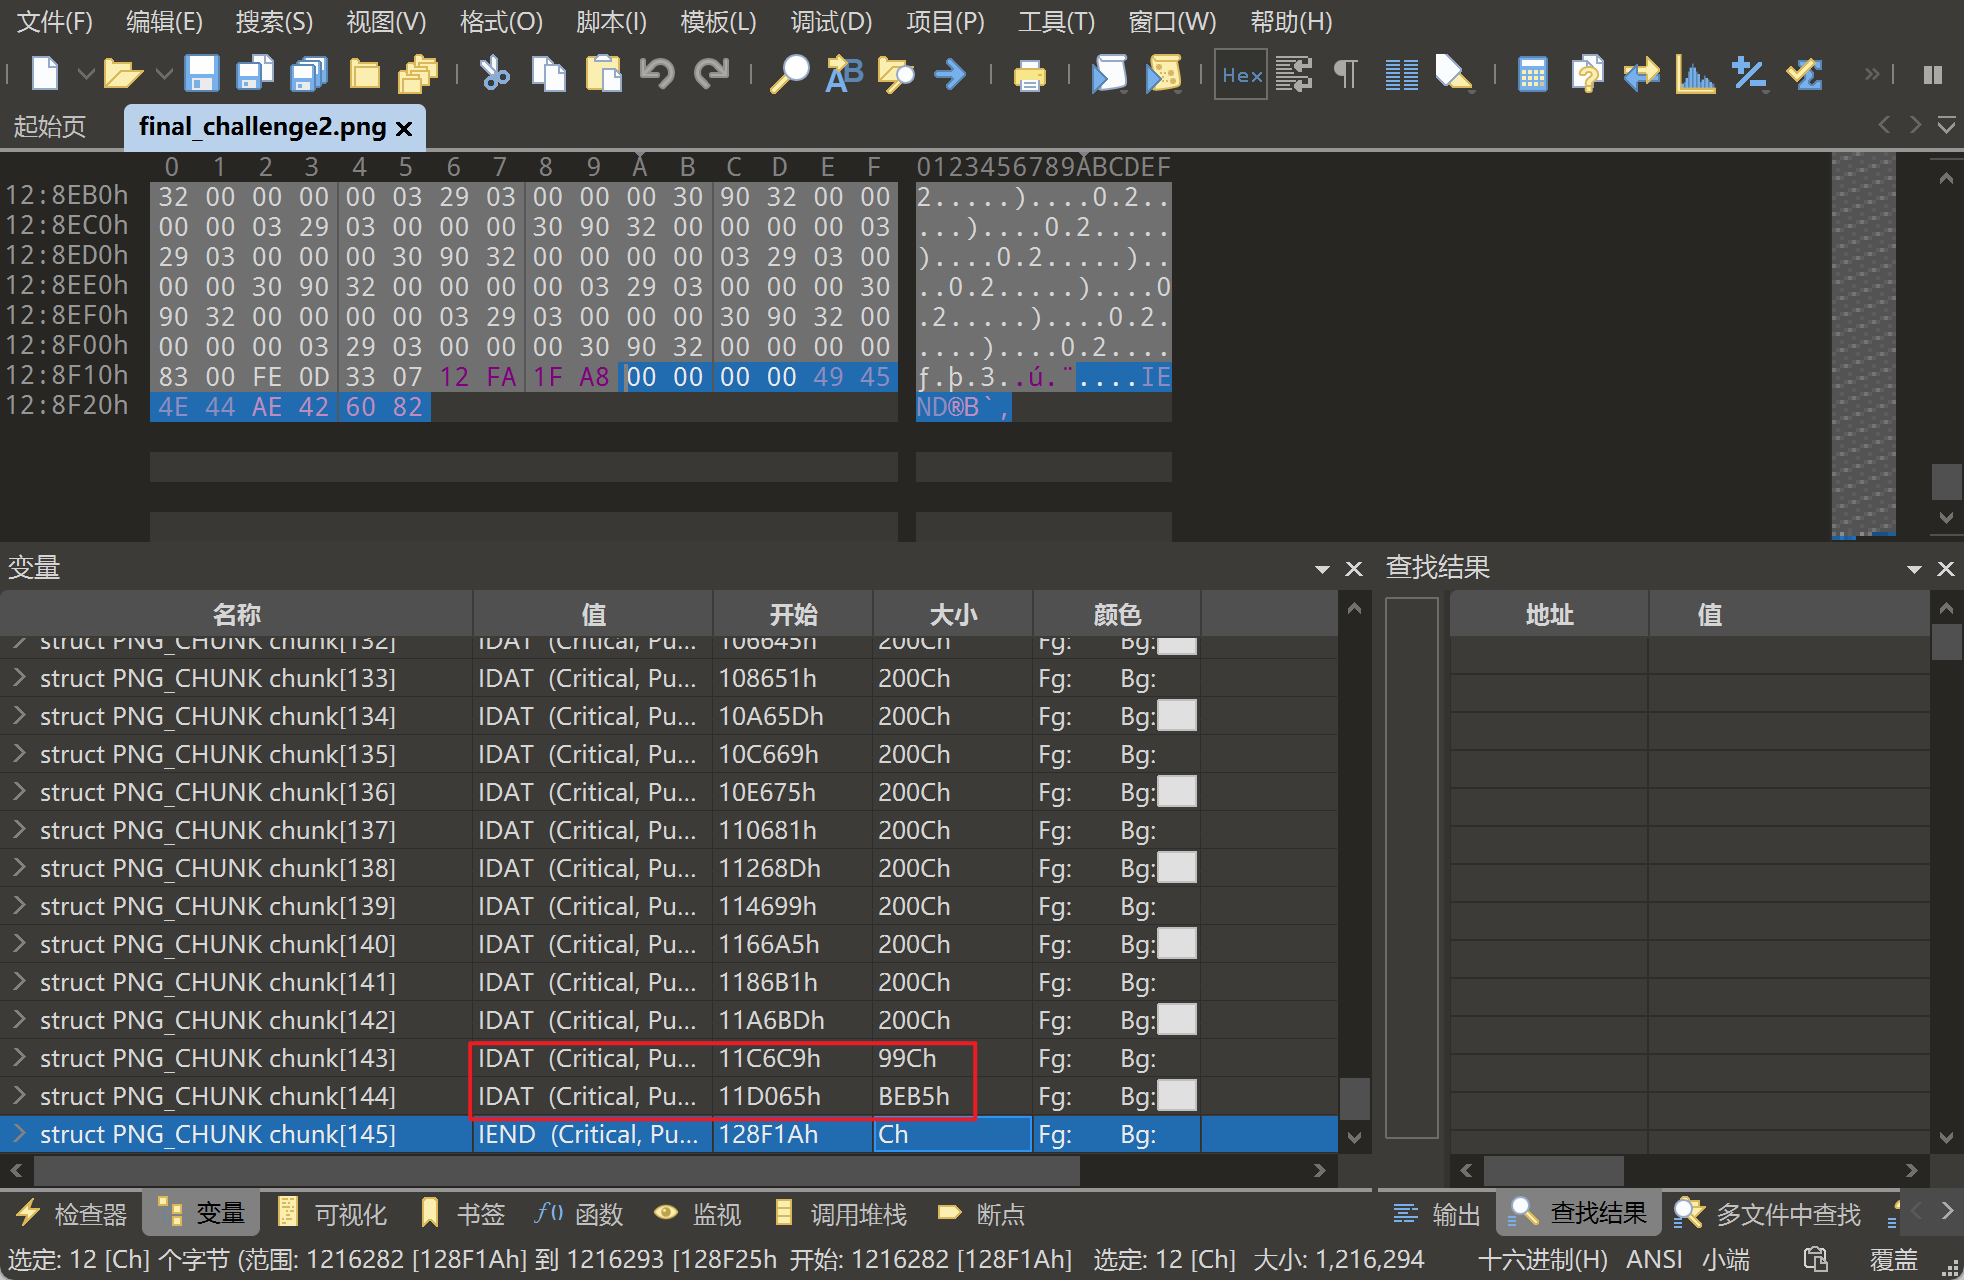 文件(F) 编辑(E) 搜索(S) 视图(V) 格式(O) 脚本(I) 模板(L) 调试(D) 项目(P) 工具(T) 窗口(W) 帮助(H)
Hex
起始页 final_challenge2.png
0 1 2 3 4 5 6 7 8 9 A B C D E F 0123456789ABCDEF
12:8EB0h 32 00 00 00 00 03 29 03 00 00 00 30 90 32 00 00 2.....)....0.2..
12:8EC0h 00 00 03 29 03 00 00 00 30 90 32 00 00 00 00 03 ...)....0.2.....
12:8ED0h 29 03 00 00 00 30 90 32 00 00 00 00 03 29 03 00 )....0.2.....)..
12:8EE0h 00 00 30 90 32 00 00 00 00 03 29 03 00 00 00 30 ..0.2.....)....0
12:8EF0h 90 32 00 00 00 00 03 29 03 00 00 00 30 90 32 00 .2.....)....0.2.
12:8F00h 00 00 00 03 29 03 00 00 00 30 90 32 00 00 00 00 ....)....0.2....
12:8F10h 83 00 FE 0D 33 07 12 FA 1F A8 00 00 00 00 49 45 ƒ.þ.3..ú.¨....IE
12:8F20h 4E 44 AE 42 60 82 ND®B`‚
变量 查找结果
名称 值 开始 大小 颜色 地址 值
struct PNG_CHUNK chunk[132] IDAT (Critical, Pu... 106645h 200Ch Fg: Bg:
struct PNG_CHUNK chunk[133] IDAT (Critical, Pu... 108651h 200Ch Fg: Bg:
struct PNG_CHUNK chunk[134] IDAT (Critical, Pu... 10A65Dh 200Ch Fg: Bg:
struct PNG_CHUNK chunk[135] IDAT (Critical, Pu... 10C669h 200Ch Fg: Bg:
struct PNG_CHUNK chunk[136] IDAT (Critical, Pu... 10E675h 200Ch Fg: Bg:
struct PNG_CHUNK chunk[137] IDAT (Critical, Pu... 110681h 200Ch Fg: Bg:
struct PNG_CHUNK chunk[138] IDAT (Critical, Pu... 11268Dh 200Ch Fg: Bg:
struct PNG_CHUNK chunk[139] IDAT (Critical, Pu... 114699h 200Ch Fg: Bg:
struct PNG_CHUNK chunk[140] IDAT (Critical, Pu... 1166A5h 200Ch Fg: Bg:
struct PNG_CHUNK chunk[141] IDAT (Critical, Pu... 1186B1h 200Ch Fg: Bg:
struct PNG_CHUNK chunk[142] IDAT (Critical, Pu... 11A6BDh 200Ch Fg: Bg:
struct PNG_CHUNK chunk[143] IDAT (Critical, Pu... 11C6C9h 99Ch Fg: Bg:
struct PNG_CHUNK chunk[144] IDAT (Critical, Pu... 11D065h BEB5h Fg: Bg:
struct PNG_CHUNK chunk[145] IEND (Critical, Pu... 128F1Ah Ch Fg: Bg:
检查器 变量 可视化 书签 函数 监视 调用堆栈 断点 输出 查找结果 多文件中查找
选定: 12 [Ch] 个字节 (范围: 1216282 [128F1Ah] 到 1216293 [128F25h 开始: 1216282 [128F1Ah] 选定: 12 [Ch] 大小: 1,216,294 十六进制(H) ANSI 小端 覆盖